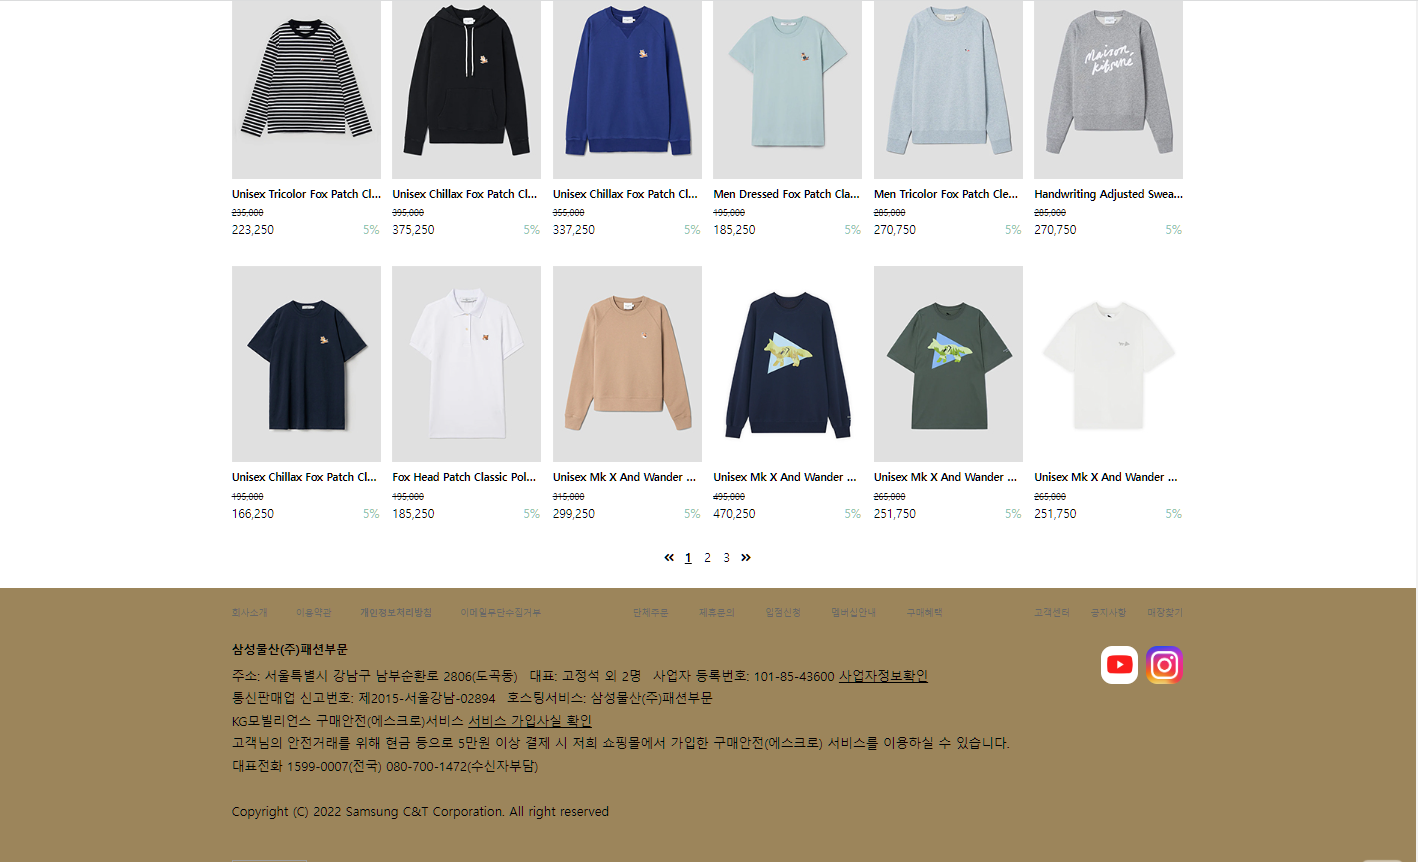 maison
kitsuné
Unisex Tricolor Fox Patch Cl... Unisex Chillax Fox Patch Cl... Unisex Chillax Fox Patch Cl... Men Dressed Fox Patch Cla... Men Tricolor Fox Patch Cle... Handwriting Adjusted Swea...
235,000 395,000 355,000 195,000 285,000 285,000
223,250 5% 375,250 5% 337,250 5% 185,250 5% 270,750 5% 270,750 5%
Unisex Chillax Fox Patch Cl... Fox Head Patch Classic Pol... Unisex Mk X And Wander ... Unisex Mk X And Wander ... Unisex Mk X And Wander ... Unisex Mk X And Wander ...
195,000 195,000 315,000 495,000 265,000 265,000
166,250 5% 185,250 5% 299,250 5% 470,250 5% 251,750 5% 251,750 5%
« 1 2 3 »
회사소개 이용약관 개인정보처리방침 이메일무단수집거부 단체주문 제휴문의 입점신청 멤버십안내 구매혜택 고객센터 공지사항 매장찾기
삼성물산(주)패션부문
주소: 서울특별시 강남구 남부순환로 2806(도곡동) 대표: 고정석 외 2명 사업자 등록번호: 101-85-43600 사업자정보확인
통신판매업 신고번호: 제2015-서울강남-02894 호스팅서비스: 삼성물산(주)패션부문
KG모빌리언스 구매안전(에스크로)서비스 서비스 가입사실 확인
고객님의 안전거래를 위해 현금 등으로 5만원 이상 결제 시 저희 쇼핑몰에서 가입한 구매안전(에스크로) 서비스를 이용하실 수 있습니다.
대표전화 1599-0007(전국) 080-700-1472(수신자부담)
Copyright (C) 2022 Samsung C&T Corporation. All right reserved